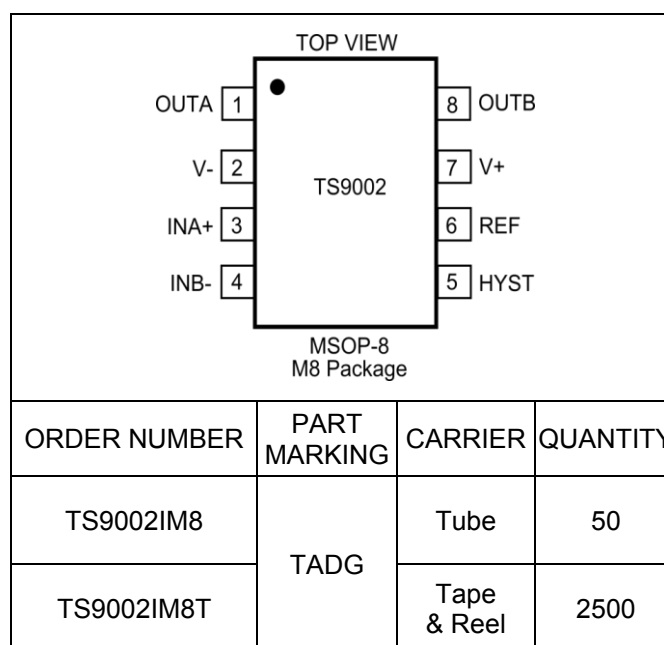 TOP VIEW
OUTA 1 8 OUTB
V- 2 7 V+
TS9002
INA+ 3 6 REF
INB- 4 5 HYST
MSOP-8
M8 Package
ORDER NUMBER PART MARKING CARRIER QUANTITY
TS9002IM8 Tube 50
TADG
TS9002IM8T Tape & Reel 2500